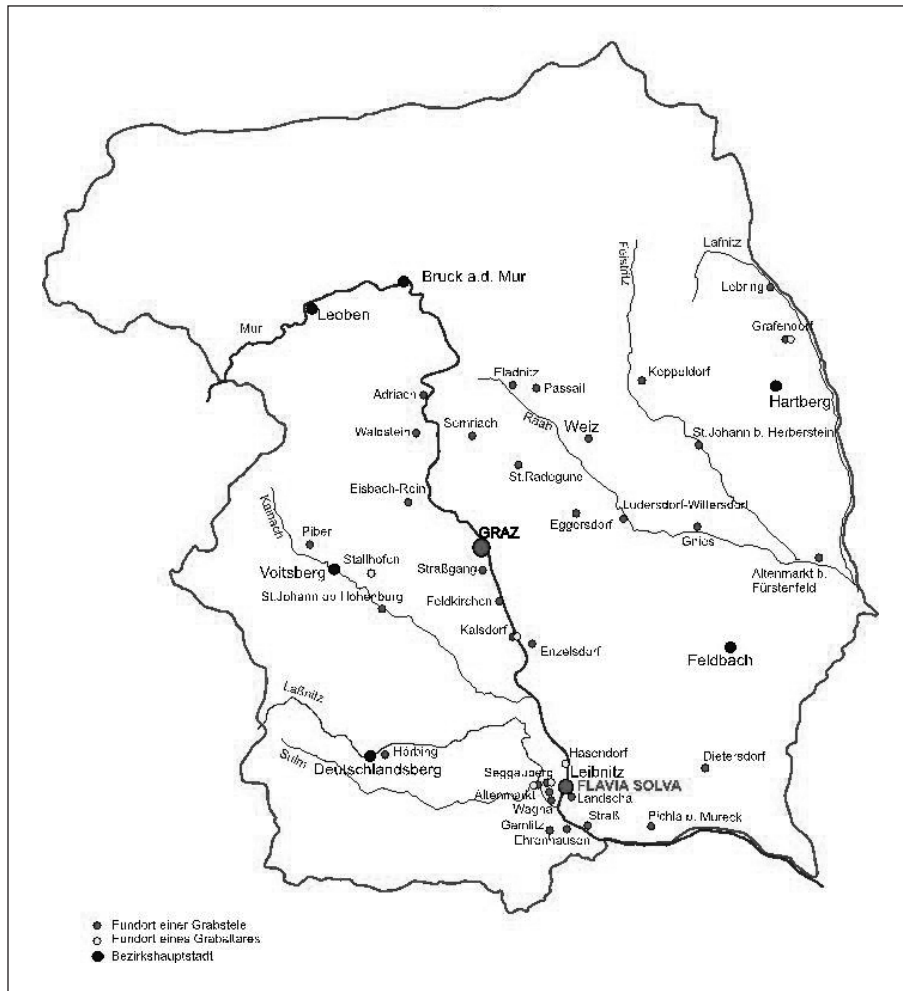 Lafnitz
Feistritz
Lebring
Bruck a.d. Mur
Leoben
Mur
Grafendorf
Hartberg
Koppeldorf
Fladnitz
Passail
Adriach
Raab
Waldstein
Semriach
Weiz
St.Johann b. Herberstein
St.Radegund
Eisbach-Rein
Kainach
Ludersdorf-Willersdorf
Eggersdorf
Gries
GRAZ
Piber
Stallhofen
Voitsberg
Straßgang
Altenmarkt b.
Fürstenfeld
St.Johann ob Hohenburg
Feldkirchen
Kalsdorf
Enzelsdorf
Feldbach
Laßnitz
Sulm
Hörbing
Deutschlandsberg
Hasendorf
Seggauberg
Leibnitz
FLAVIA SOLVA
Dietersdorf
Altenmarkt
Landscha
Wagna
Straß
Pichla b. Mureck
Gamlitz
Ehrenhausen
Fundort einer Grabstele
Fundort eines Grabaltares
Bezirkshauptstadt